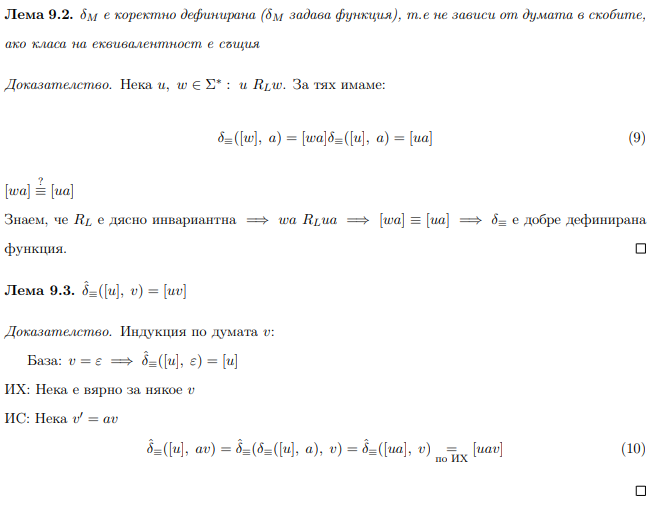 Лема 9.2. δ_M е коректно дефинирана (δ_M задава функция), т.е не зависи от думата в скобите,
ако класа на еквивалентност е същия
Доказателство. Нека u, w ∈ Σ* : u R_L w. За тях имаме:
δ_≡([w], a) = [wa]δ_≡([u], a) = [ua] (9)
[wa] ≟≡ [ua]
Знаем, че R_L е дясно инвариантна ⟹ wa R_L ua ⟹ [wa] ≡ [ua] ⟹ δ_≡ е добре дефинирана
функция. □
Лема 9.3. δ̂_≡([u], v) = [uv]
Доказателство. Индукция по думата v:
База: v = ε ⟹ δ̂_≡([u], ε) = [u]
ИХ: Нека е вярно за някое v
ИС: Нека v′ = av
δ̂_≡([u], av) = δ̂_≡(δ_≡([u], a), v) = δ̂_≡([ua], v) = [uav] (10)
по ИХ
□